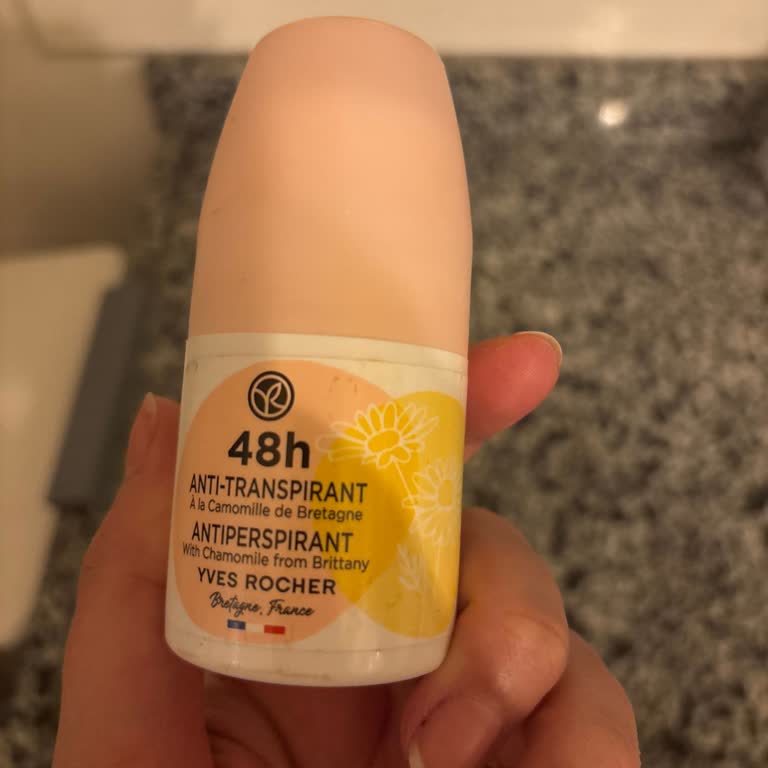 48h
ANTI-TRANSPIRANT
À la Camomille de Bretagne
ANTIPERSPIRANT
With Chamomile from Brittany
YVES ROCHER
Bretagne, France